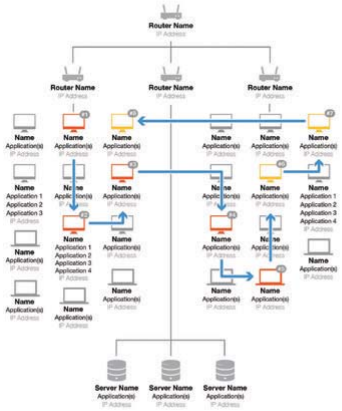 Router Name
IP Address
Router Name
IP Address
Router Name
IP Address
Router Name
IP Address
#1
#8
#7
Name
Application(s)
IP Address
Name
Application(s)
IP Address
Name
Application(s)
IP Address
Name
Application(s)
IP Address
Name
Application(s)
IP Address
Name
Application(s)
IP Address
#3
#6
Name
Application 1
Application 2
Application 3
IP Address
Name
Application(s)
IP Address
Name
Application(s)
IP Address
Name
Application(s)
IP Address
Name
Application(s)
IP Address
Name
Application 1
Application 2
Application 3
Application 4
IP Address
#2
#4
Name
Application(s)
IP Address
Name
Application 1
Application 2
Application 3
Application 4
IP Address
Name
Application(s)
IP Address
Name
Application(s)
IP Address
Name
Application(s)
IP Address
Name
Application(s)
IP Address
#5
Name
Application(s)
IP Address
Name
Application(s)
IP Address
Name
Application(s)
IP Address
Name
Application(s)
IP Address
Name
Application(s)
IP Address
Server Name
Application(s)
IP Address
Server Name
Application(s)
IP Address
Server Name
Application(s)
IP Address